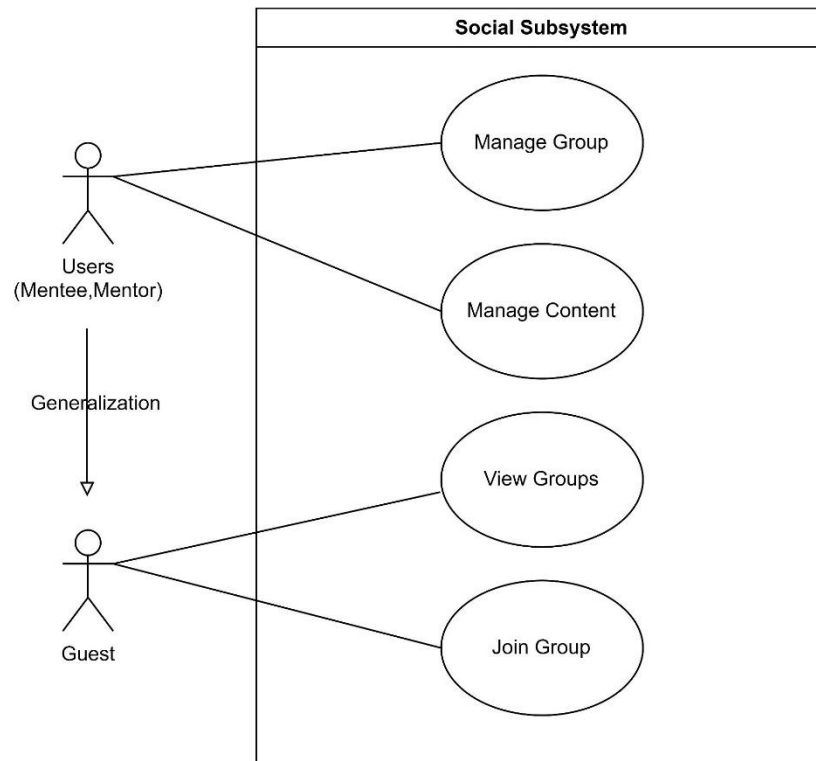 Social Subsystem
Manage Group
Users
(Mentee,Mentor)
Manage Content
Generalization
View Groups
Guest
Join Group